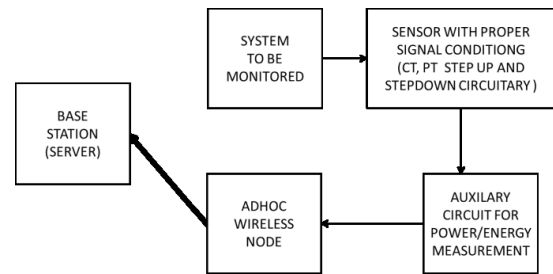 SYSTEM
TO BE
MONITORED
SENSOR WITH PROPER
SIGNAL CONDITIONG
(CT, PT STEP UP AND
STEPDOWN CIRCUITARY )
BASE
STATION
(SERVER)
ADHOC
WIRELESS
NODE
AUXILARY
CIRCUIT FOR
POWER/ENERGY
MEASUREMENT